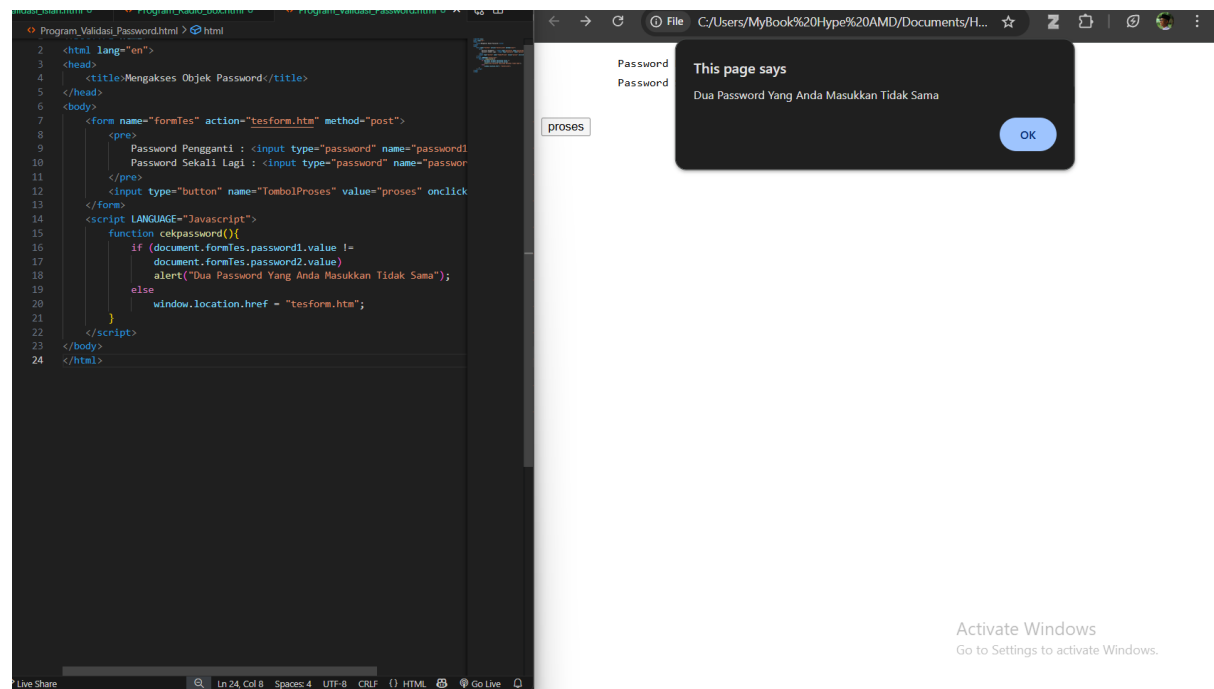 Program_Radio_Box.html
Program_Validasi_Password.html
Program_Validasi_Password.html > html
2 <html lang="en">
3 <head>
4 <title>Mengakses Objek Password</title>
5 </head>
6 <body>
7 <form name="formTes" action="tesform.htm" method="post">
8 <pre>
9 Password Pengganti : <input type="password" name="password1
10 Password Sekali Lagi : <input type="password" name="passwor
11 </pre>
12 <input type="button" name="TombolProses" value="proses" onclick
13 </form>
14 <script LANGUAGE="Javascript">
15 function cekpassword(){
16 if (document.formTes.password1.value !=
17 document.formTes.password2.value)
18 alert("Dua Password Yang Anda Masukkan Tidak Sama");
19 else
20 window.location.href = "tesform.htm";
21 }
22 </script>
23 </body>
24 </html>
Live Share
Ln 24, Col 8 Spaces: 4 UTF-8 CRLF {} HTML Go Live
File C:/Users/MyBook%20Hype%20AMD/Documents/H...
Password
Password
proses
This page says
Dua Password Yang Anda Masukkan Tidak Sama
OK
Activate Windows
Go to Settings to activate Windows.